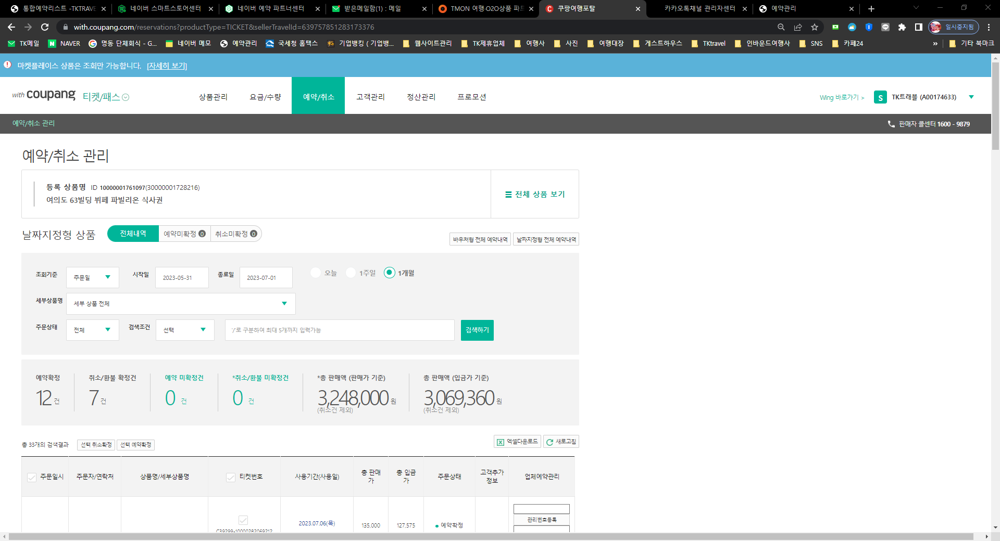 통합예약리스트 -TKTRAVE
네이버 스마트스토어센터
네이버 예약 파트너센터
받은메일함(1) : 메일
TMON 여행·O2O상품 파트
쿠팡여행포탈
카카오톡채널 관리자센터
예약관리
with.coupang.com/reservations?productType=TICKET&sellerTravelId=639757851283173376
일시중지됨
TK메일
NAVER
명동 단체회식 - G...
네이버 메모
예약관리
국세청 홈택스
기업뱅킹 ( 기업뱅...
웹사이트관리
TK제휴업체
여행사
사진
여행대장
게스트하우스
TKtravel
인바운드여행사
SNS
카페24
»
기타 북마크
마켓플레이스 상품은 조회만 가능합니다. [자세히 보기]
with coupang 티켓/패스
상품관리
요금/수량
예약/취소
고객관리
정산관리
프로모션
Wing 바로가기 >
S
TK트래블 (A00174633)
예약/취소 관리
판매자 콜센터 1600 - 9879
예약/취소 관리
등록 상품명 ID 10000001761097(30000001728216)
여의도 63빌딩 뷔페 파빌리온 식사권
전체 상품 보기
날짜지정형 상품
전체내역
예약미확정 0
취소미확정 0
바우처형 전체 예약내역
날짜지정형 전체 예약내역
조회기준
주문일
시작일
2023-05-31
종료일
2023-07-01
오늘
1주일
1개월
세부상품명
세부 상품 전체
주문상태
전체
검색조건
선택
'/'로 구분하여 최대 5개까지 입력가능
검색하기
예약확정
12 건
취소/환불 확정건
7 건
예약 미확정건
0 건
*취소/환불 미확정건
0 건
*총 판매액 (판매가 기준)
3,248,000 원
(취소건 제외)
총 판매액 (입금가 기준)
3,069,360 원
(취소건 제외)
총 33개의 검색결과
선택 취소확정
선택 예약확정
엑셀다운로드
새로고침
주문일시
주문자/연락처
상품명/세부상품명
티켓번호
사용기간(사용일)
총 판매
가
총 입금
가
주문상태
고객추가
정보
업체예약관리
C39299-10000282069212
2023.07.06(목)
135,000
127,575
예약확정
관리번호등록